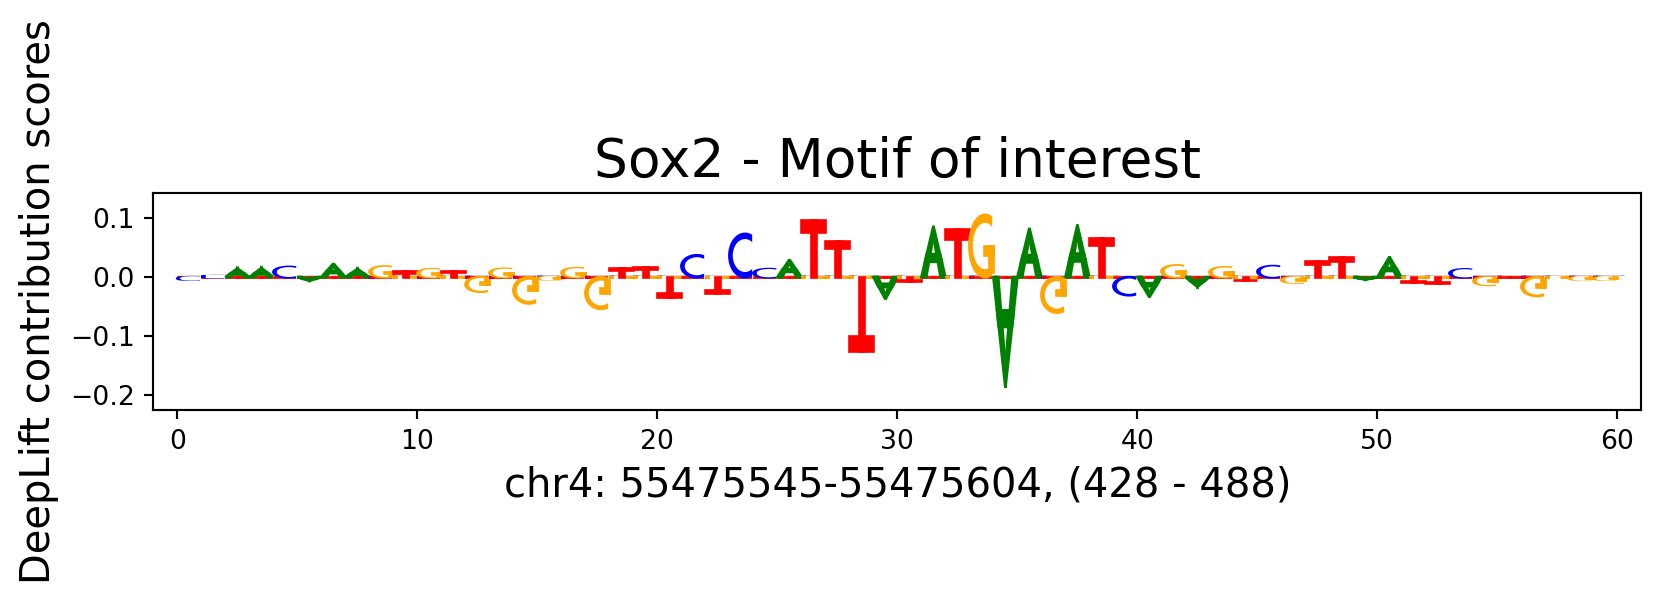 Sox2 - Motif of interest
DeepLift contribution scores
0.1
0.0
−0.1
−0.2
0 10 20 30 40 50 60
chr4: 55475545-55475604, (428 - 488)